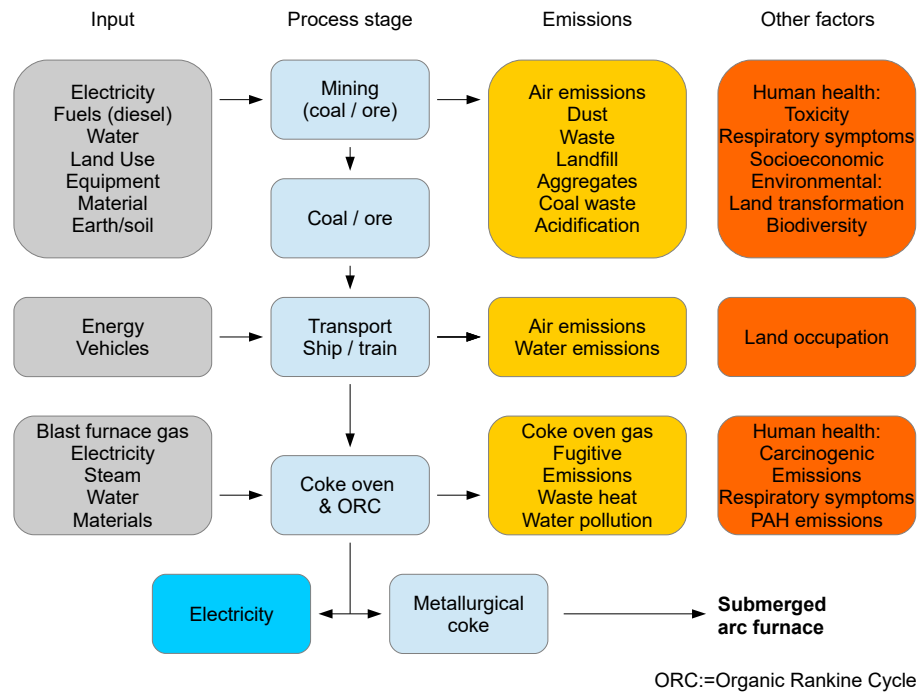 Input
Process stage
Emissions
Other factors
Electricity
Fuels (diesel)
Water
Land Use
Equipment
Material
Earth/soil
Mining
(coal / ore)
Air emissions
Dust
Waste
Landfill
Aggregates
Coal waste
Acidification
Human health:
Toxicity
Respiratory symptoms
Socioeconomic
Environmental:
Land transformation
Biodiversity
Coal / ore
Energy
Vehicles
Transport
Ship / train
Air emissions
Water emissions
Land occupation
Blast furnace gas
Electricity
Steam
Water
Materials
Coke oven
& ORC
Coke oven gas
Fugitive
Emissions
Waste heat
Water pollution
Human health:
Carcinogenic
Emissions
Respiratory symptoms
PAH emissions
Electricity
Metallurgical
coke
Submerged
arc furnace
ORC:=Organic Rankine Cycle